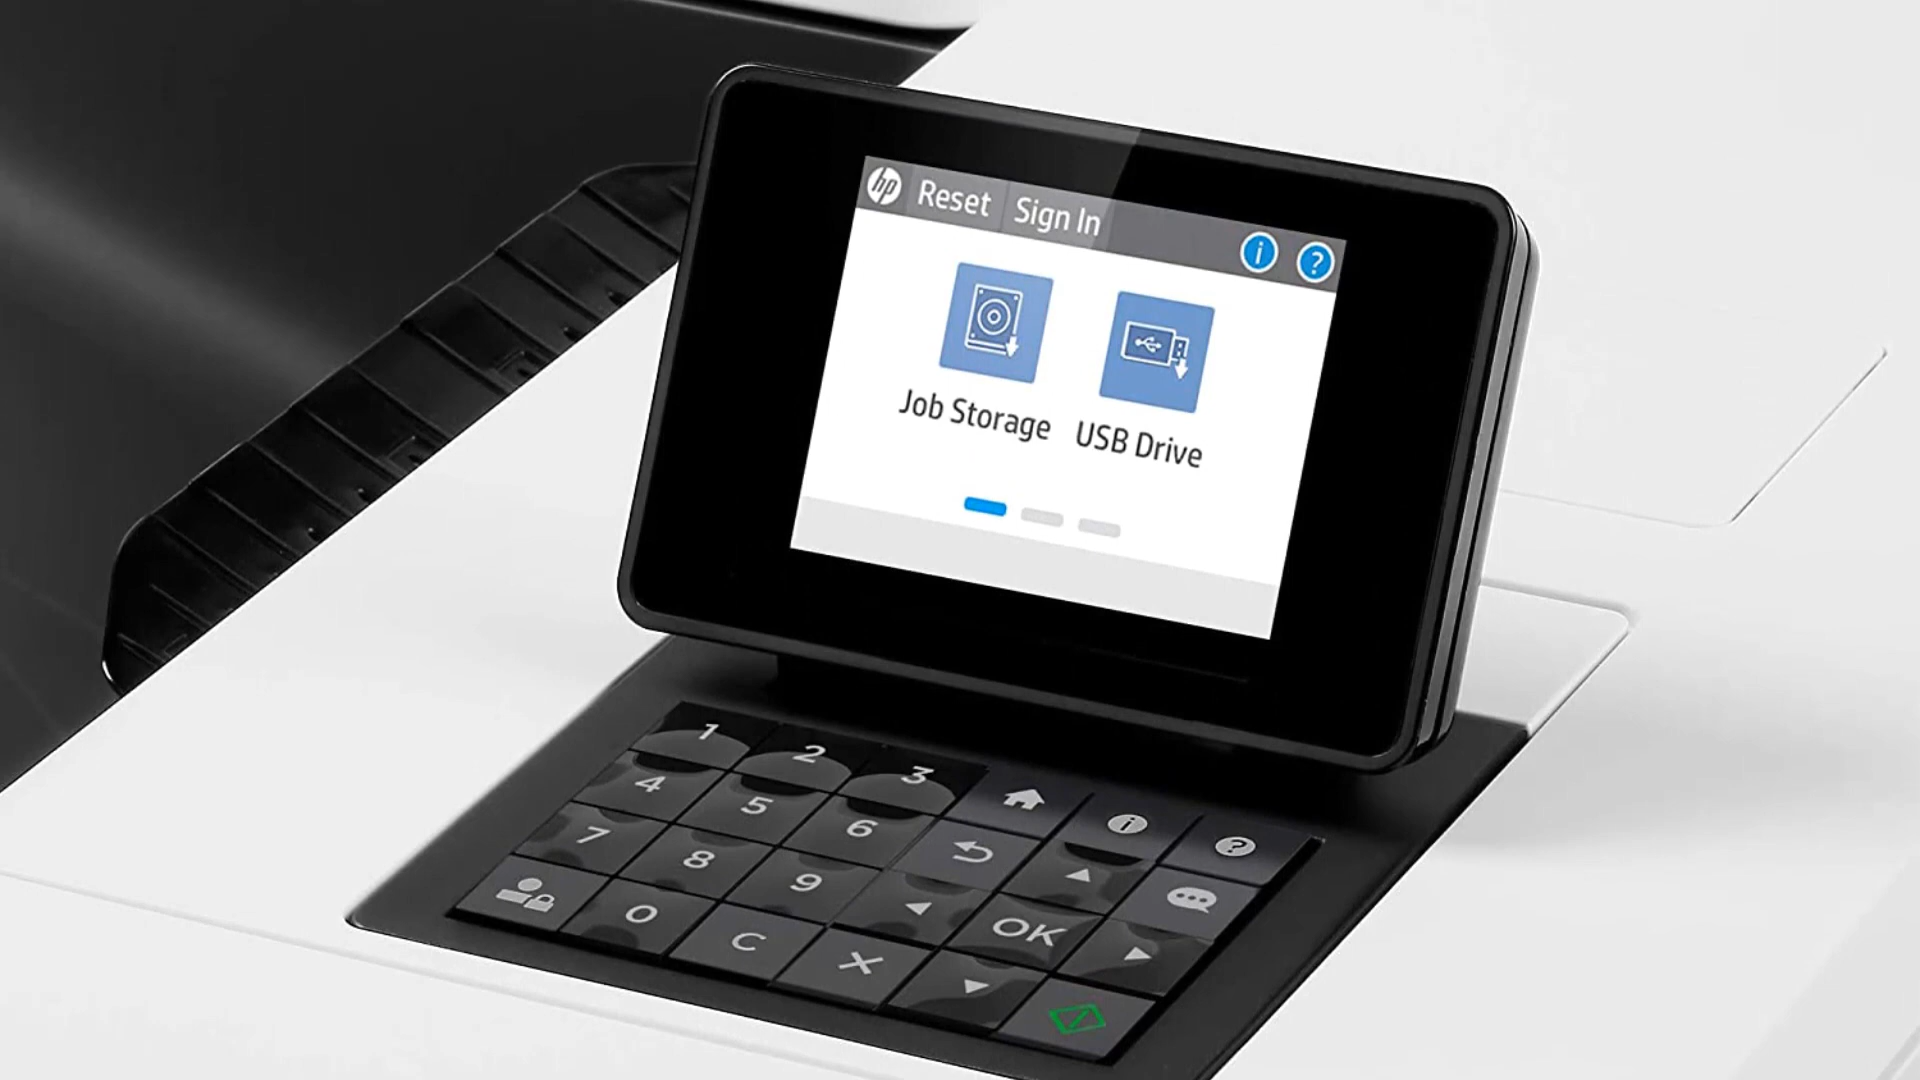 hp Reset Sign In
i ?
Job Storage USB Drive
1 2 3
i ?
4 5 6
7 8 9
0 C OK